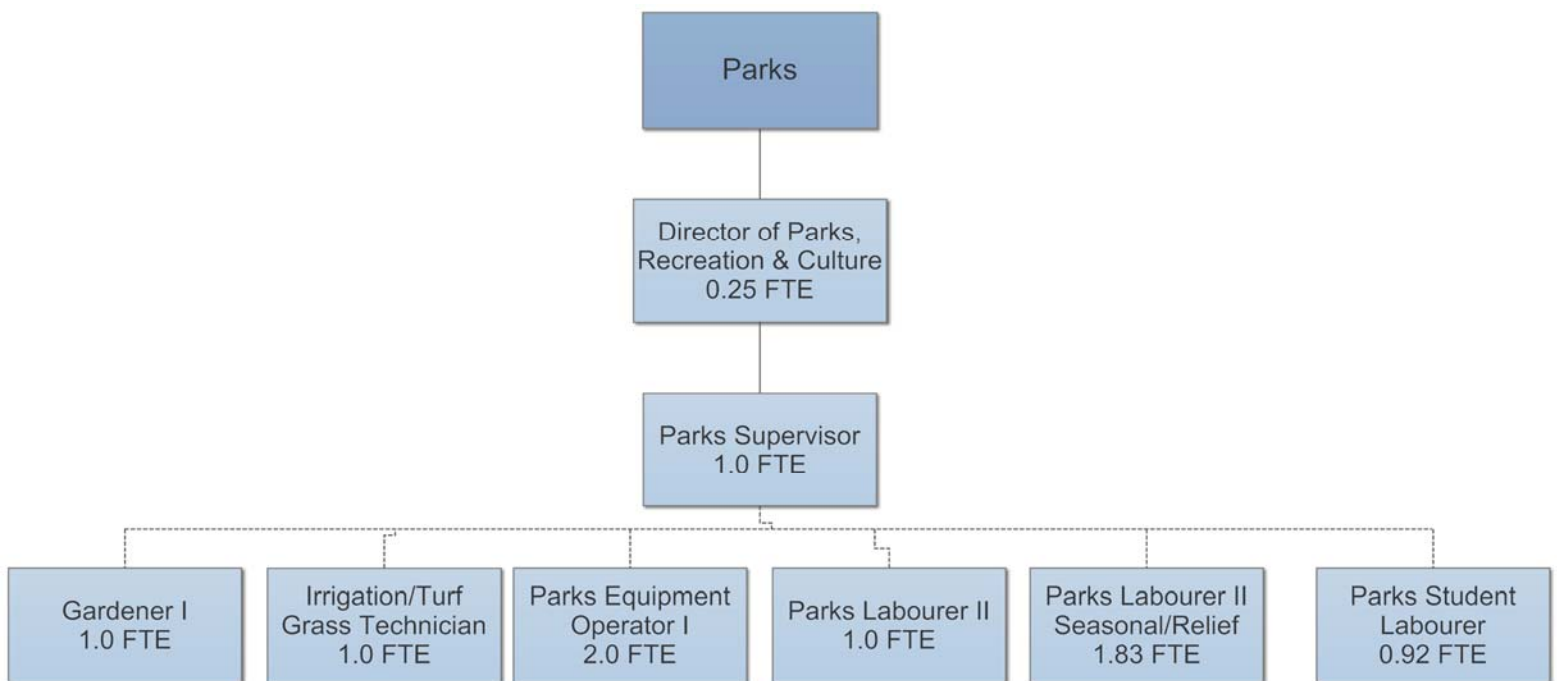 Parks
Director of Parks,
Recreation & Culture
0.25 FTE
Parks Supervisor
1.0 FTE
Gardener I
1.0 FTE
Irrigation/Turf
Grass Technician
1.0 FTE
Parks Equipment
Operator I
2.0 FTE
Parks Labourer II
1.0 FTE
Parks Labourer II
Seasonal/Relief
1.83 FTE
Parks Student
Labourer
0.92 FTE